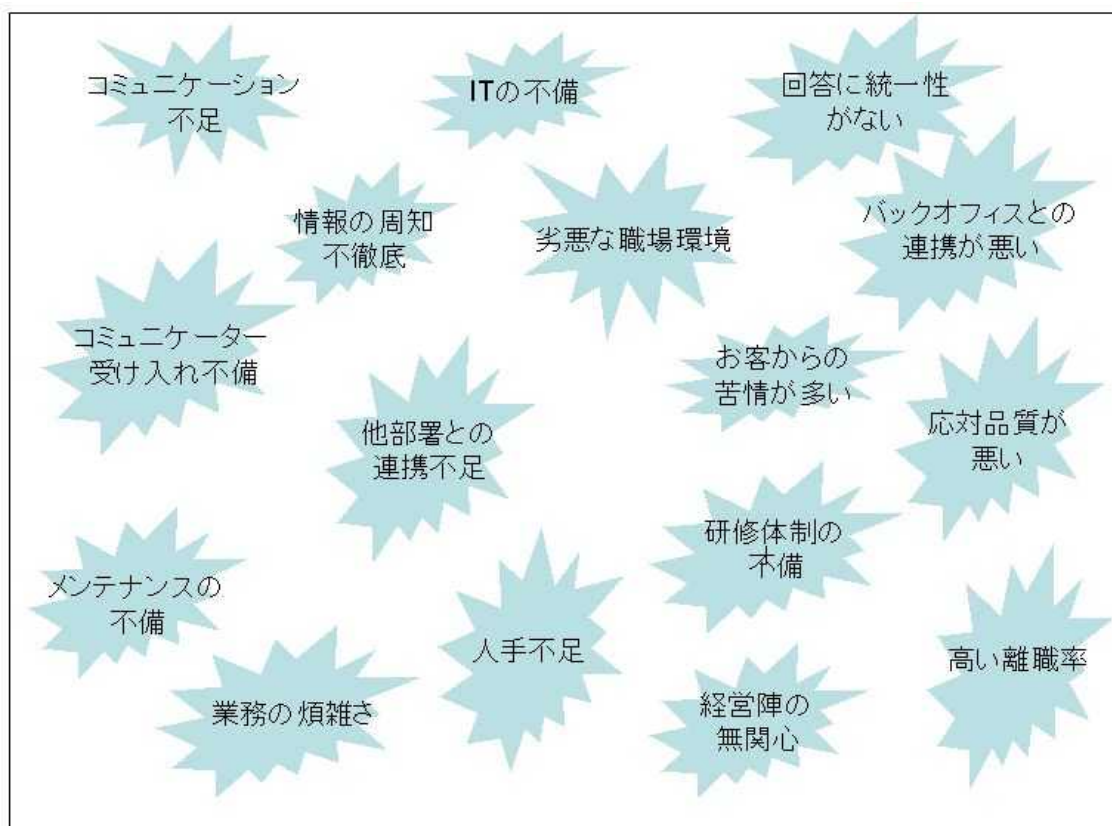 コミュニケーション
不足
ITの不備
回答に統一性
がない
情報の周知
不徹底
劣悪な職場環境
バックオフィスとの
連携が悪い
コミュニケーター
受け入れ不備
お客からの
苦情が多い
他部署との
連携不足
応対品質が
悪い
研修体制の
不備
メンテナンスの
不備
人手不足
高い離職率
業務の煩雑さ
経営陣の
無関心